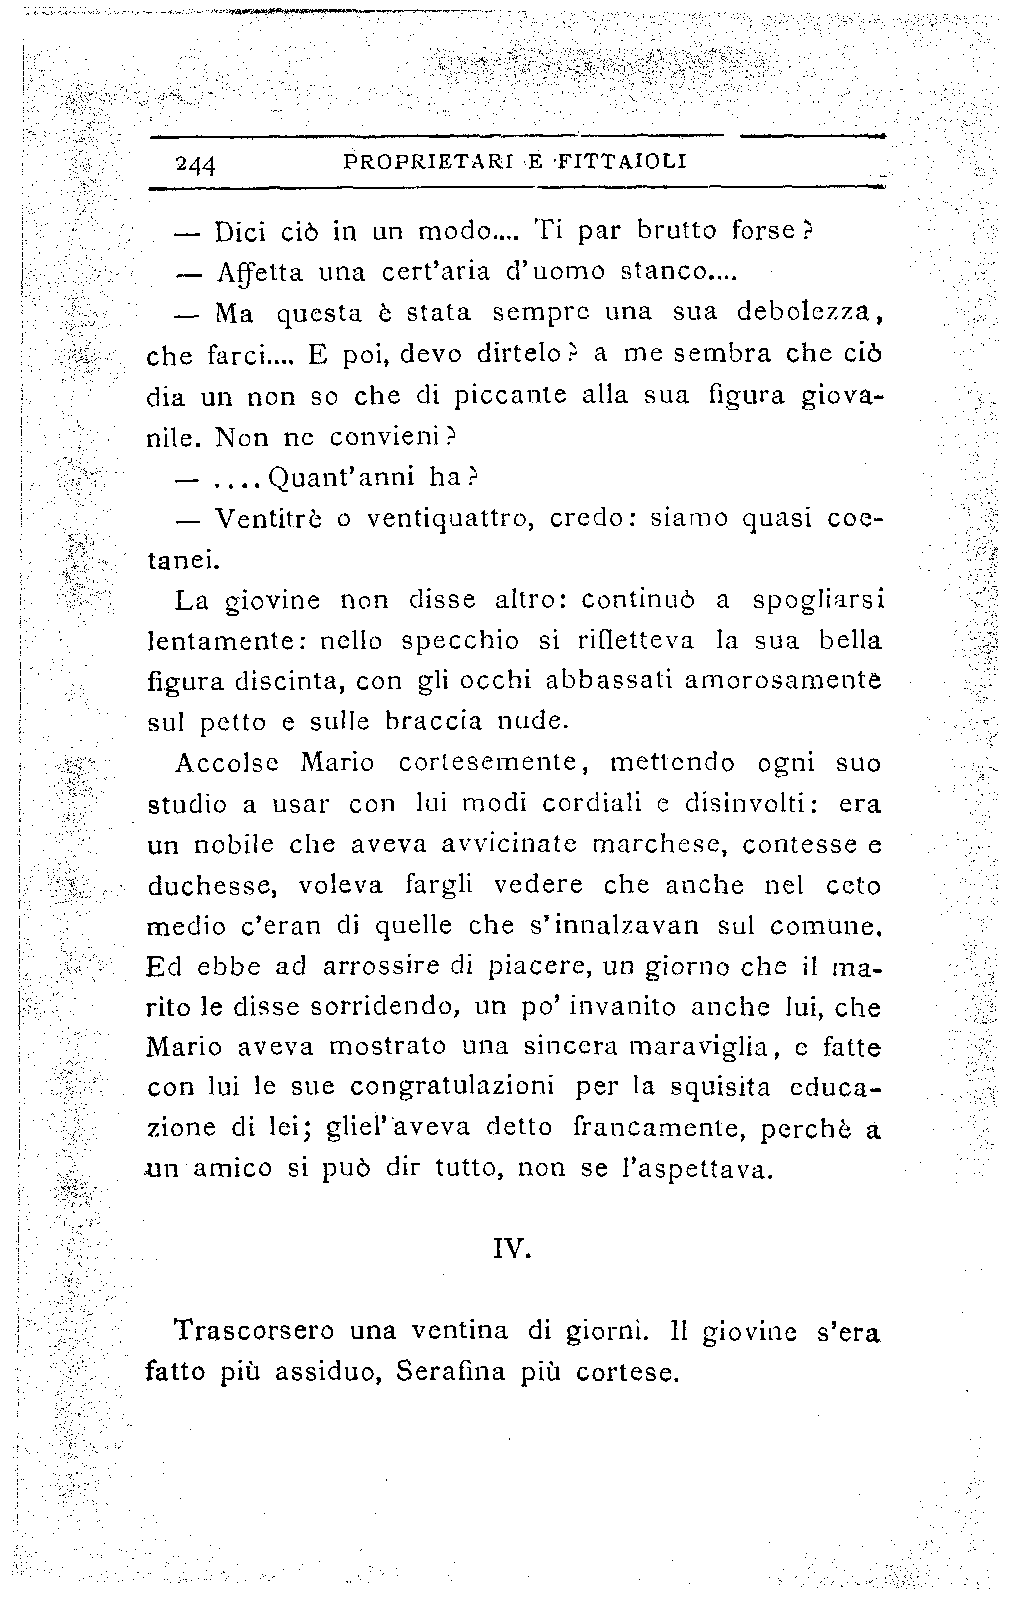 244 PROPRIETARI E FITTAIOLI
— Dici ciò in un modo.... Ti par brutto forse?
— Affetta una cert'aria d'uomo stanco....
— Ma questa è stata sempre una sua debolezza,
che farci.... E poi, devo dirtelo? a me sembra che ciò
dia un non so che di piccante alla sua figura giova-
nile. Non ne convieni?
— ....Quant'anni ha?
— Ventitrè o ventiquattro, credo: siamo quasi coe-
tanei.
La giovine non disse altro: continuò a spogliarsi
lentamente: nello specchio si rifletteva la sua bella
figura discinta, con gli occhi abbassati amorosamente
sul petto e sulle braccia nude.
Accolse Mario cortesemente, mettendo ogni suo
studio a usar con lui modi cordiali e disinvolti: era
un nobile che aveva avvicinate marchese, contesse e
duchesse, voleva fargli vedere che anche nel ceto
medio c'eran di quelle che s'innalzavan sul comune.
Ed ebbe ad arrossire di piacere, un giorno che il ma-
rito le disse sorridendo, un po' invanito anche lui, che
Mario aveva mostrato una sincera maraviglia, e fatte
con lui le sue congratulazioni per la squisita educa-
zione di lei; gliel'aveva detto francamente, perchè a
un amico si può dir tutto, non se l'aspettava.
IV.
Trascorsero una ventina di giorni. Il giovine s'era
fatto più assiduo, Serafina più cortese.